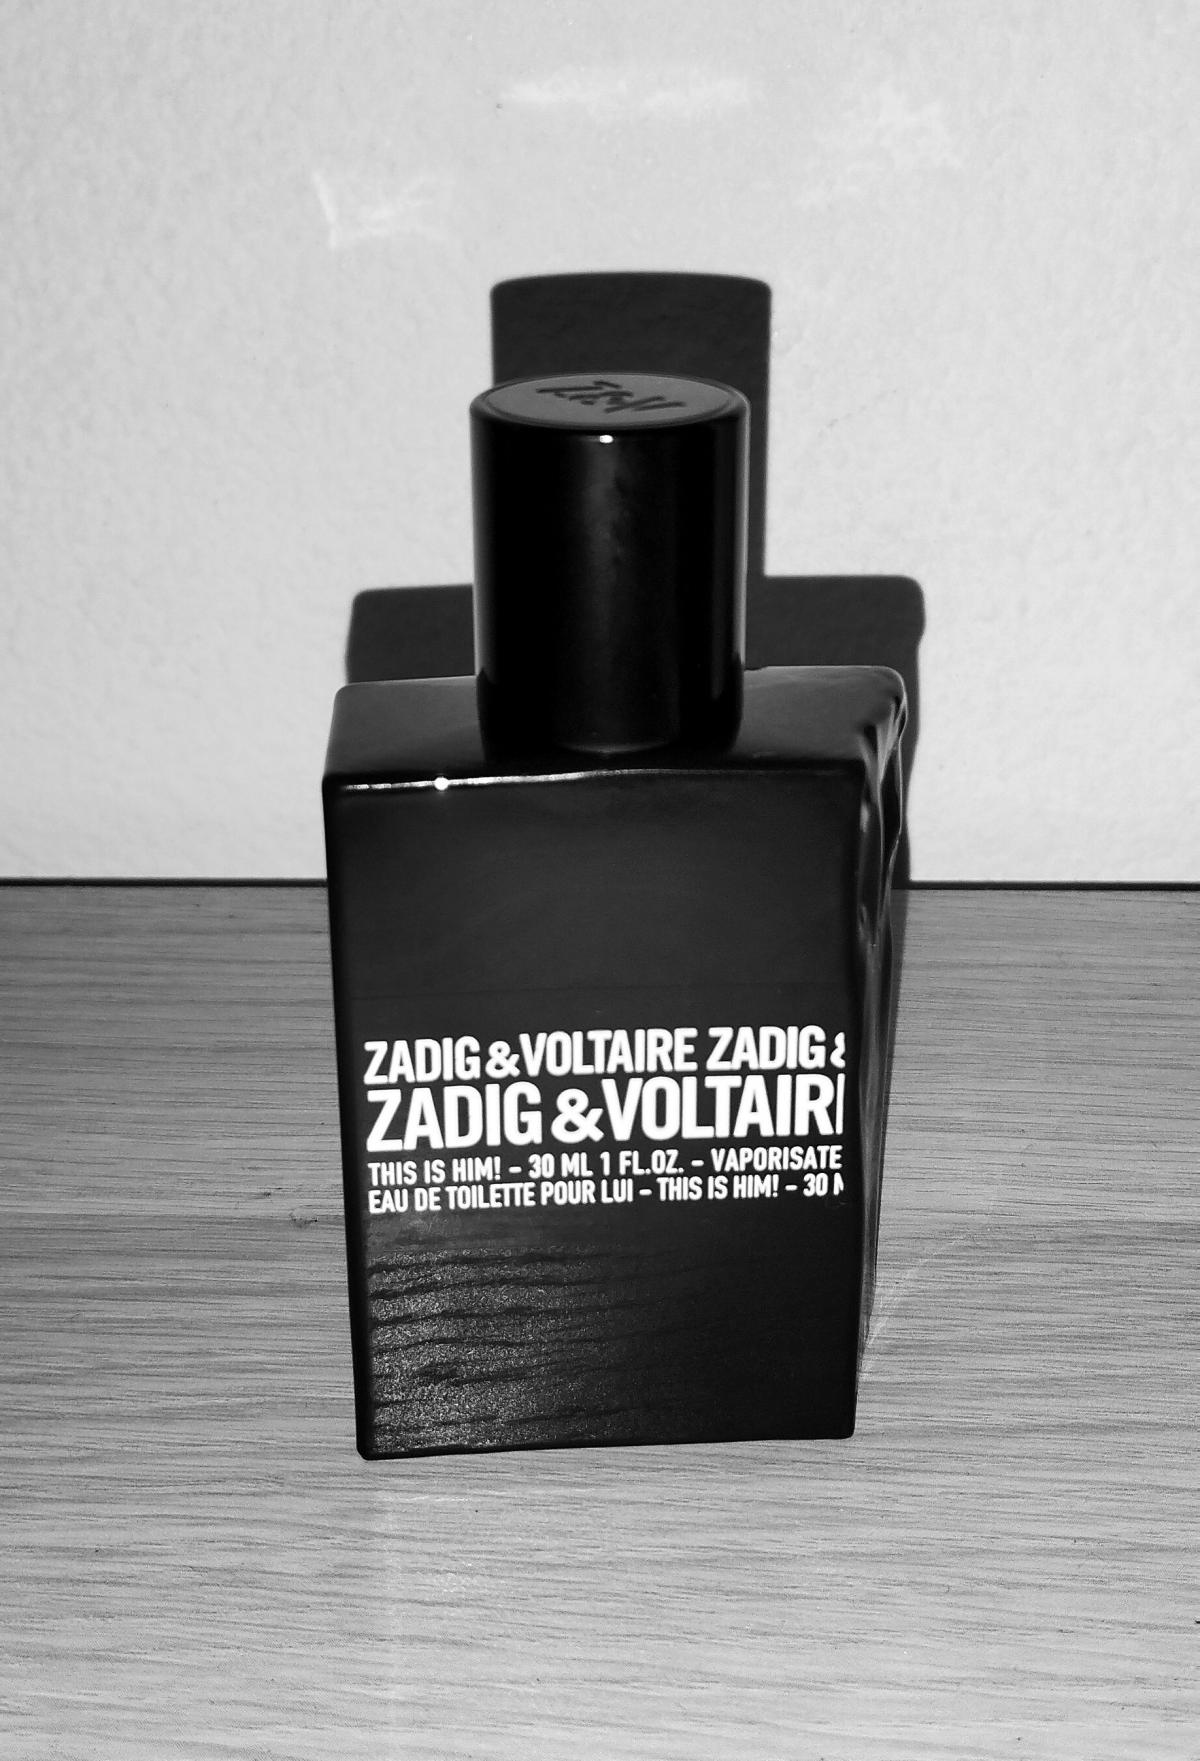 Z&V
ZADIG&VOLTAIRE ZADIG &
ZADIG&VOLTAIR
THIS IS HIM! – 30 ML 1 FL.OZ. – VAPORISATE
EAU DE TOILETTE POUR LUI – THIS IS HIM! – 30